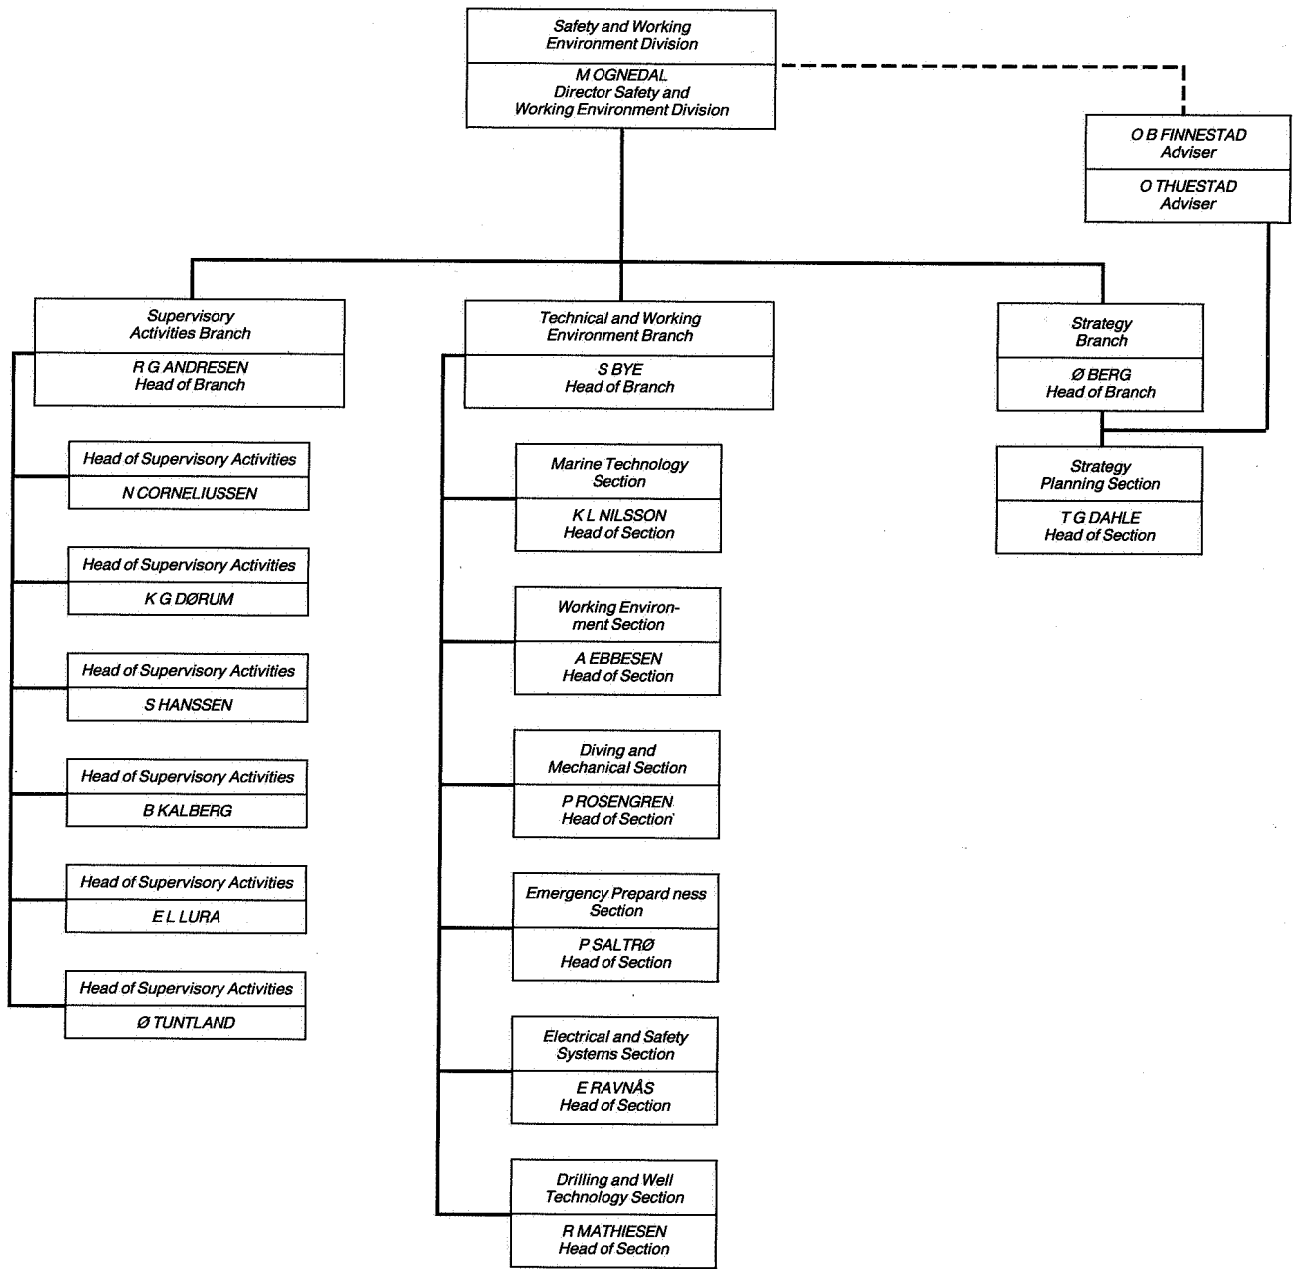 Safety and Working
Environment Division
M OGNEDAL
Director Safety and
Working Environment Division
O B FINNESTAD
Adviser
O THUESTAD
Adviser
Supervisory
Activities Branch
R G ANDRESEN
Head of Branch
Head of Supervisory Activities
N CORNELIUSSEN
Head of Supervisory Activities
K G DØRUM
Head of Supervisory Activities
S HANSSEN
Head of Supervisory Activities
B KALBERG
Head of Supervisory Activities
E L LURA
Head of Supervisory Activities
Ø TUNTLAND
Technical and Working
Environment Branch
S BYE
Head of Branch
Marine Technology
Section
K L NILSSON
Head of Section
Working Environ-
ment Section
A EBBESEN
Head of Section
Diving and
Mechanical Section
P ROSENGREN
Head of Section
Emergency Prepard ness
Section
P SALTRØ
Head of Section
Electrical and Safety
Systems Section
E RAVNÅS
Head of Section
Drilling and Well
Technology Section
R MATHIESEN
Head of Section
Strategy
Branch
Ø BERG
Head of Branch
Strategy
Planning Section
T G DAHLE
Head of Section